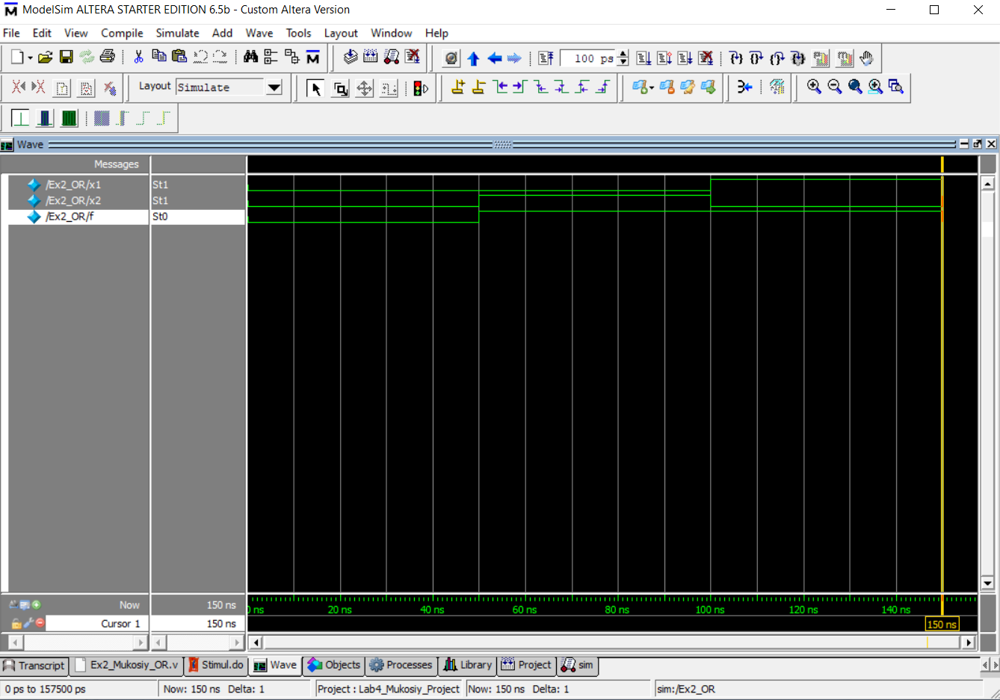 ModelSim ALTERA STARTER EDITION 6.5b - Custom Altera Version
File Edit View Compile Simulate Add Wave Tools Layout Window Help
100 ps
Layout Simulate
Wave
Messages
/Ex2_OR/x1 St1
/Ex2_OR/x2 St1
/Ex2_OR/f St0
Now 150 ns
ns 20 ns 40 ns 60 ns 80 ns 100 ns 120 ns 140 ns
Cursor 1 150 ns
150 ns
Transcript Ex2_Mukosiy_OR.v Stimul.do Wave Objects Processes Library Project sim
0 ps to 157500 ps Now: 150 ns Delta: 1 Project : Lab4_Mukosiy_Project Now: 150 ns Delta: 1 sim:/Ex2_OR